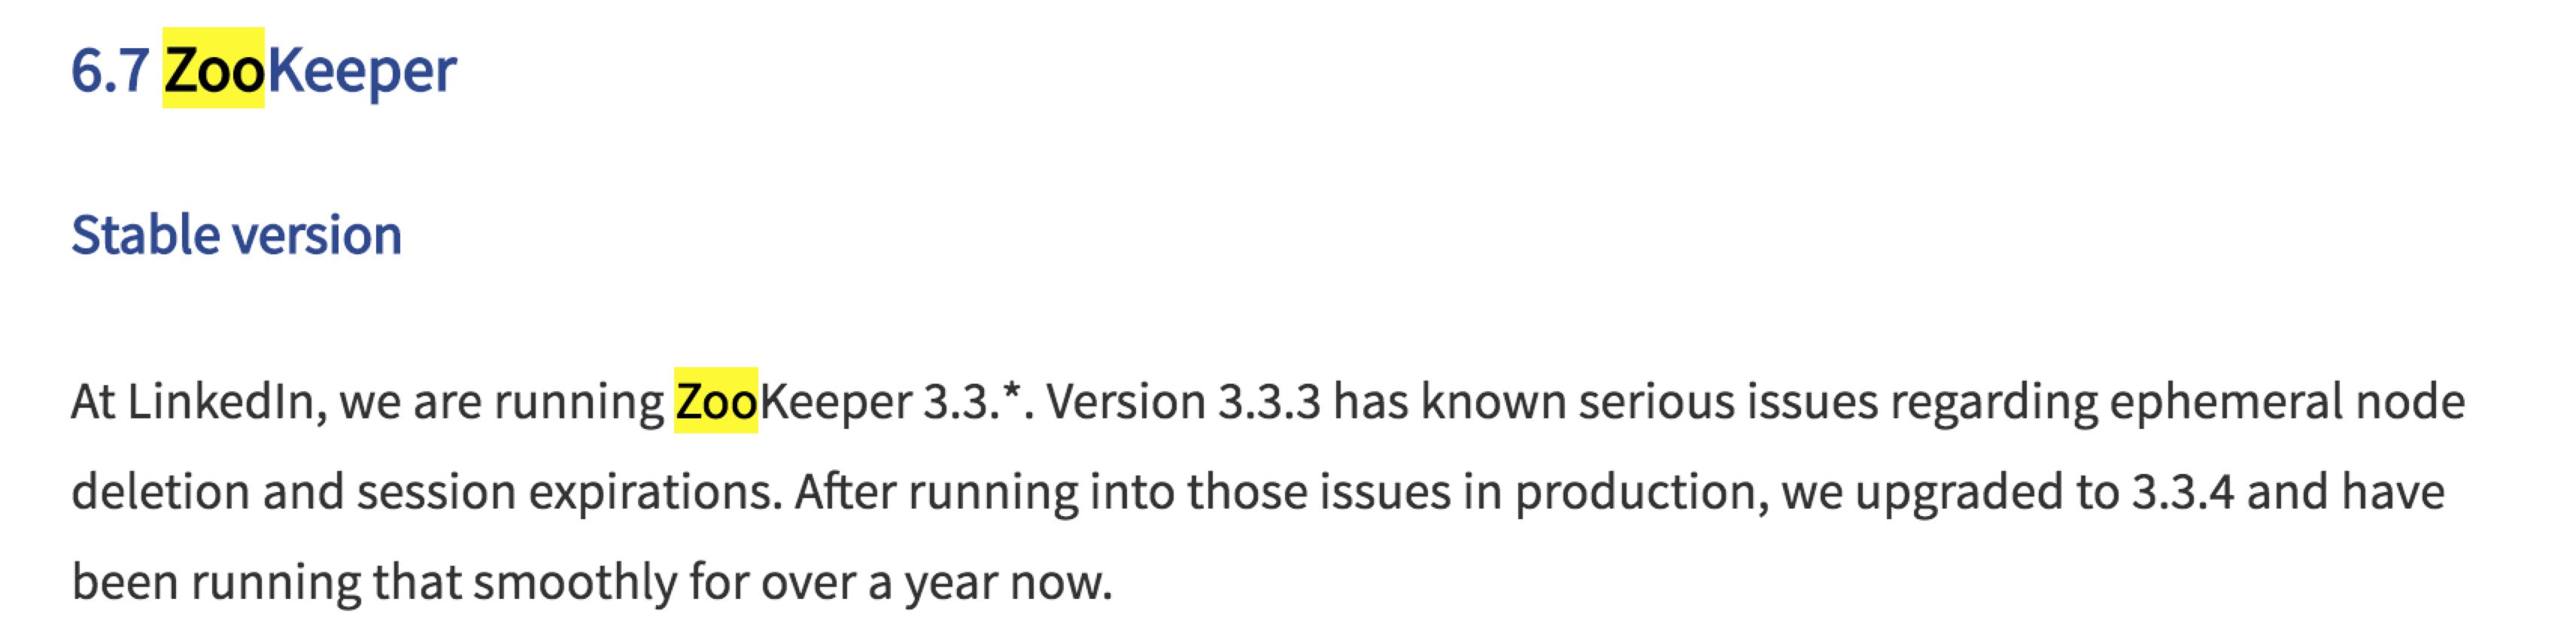 6.7 ZooKeeper
Stable version
At LinkedIn, we are running ZooKeeper 3.3.*. Version 3.3.3 has known serious issues regarding ephemeral node
deletion and session expirations. After running into those issues in production, we upgraded to 3.3.4 and have
been running that smoothly for over a year now.